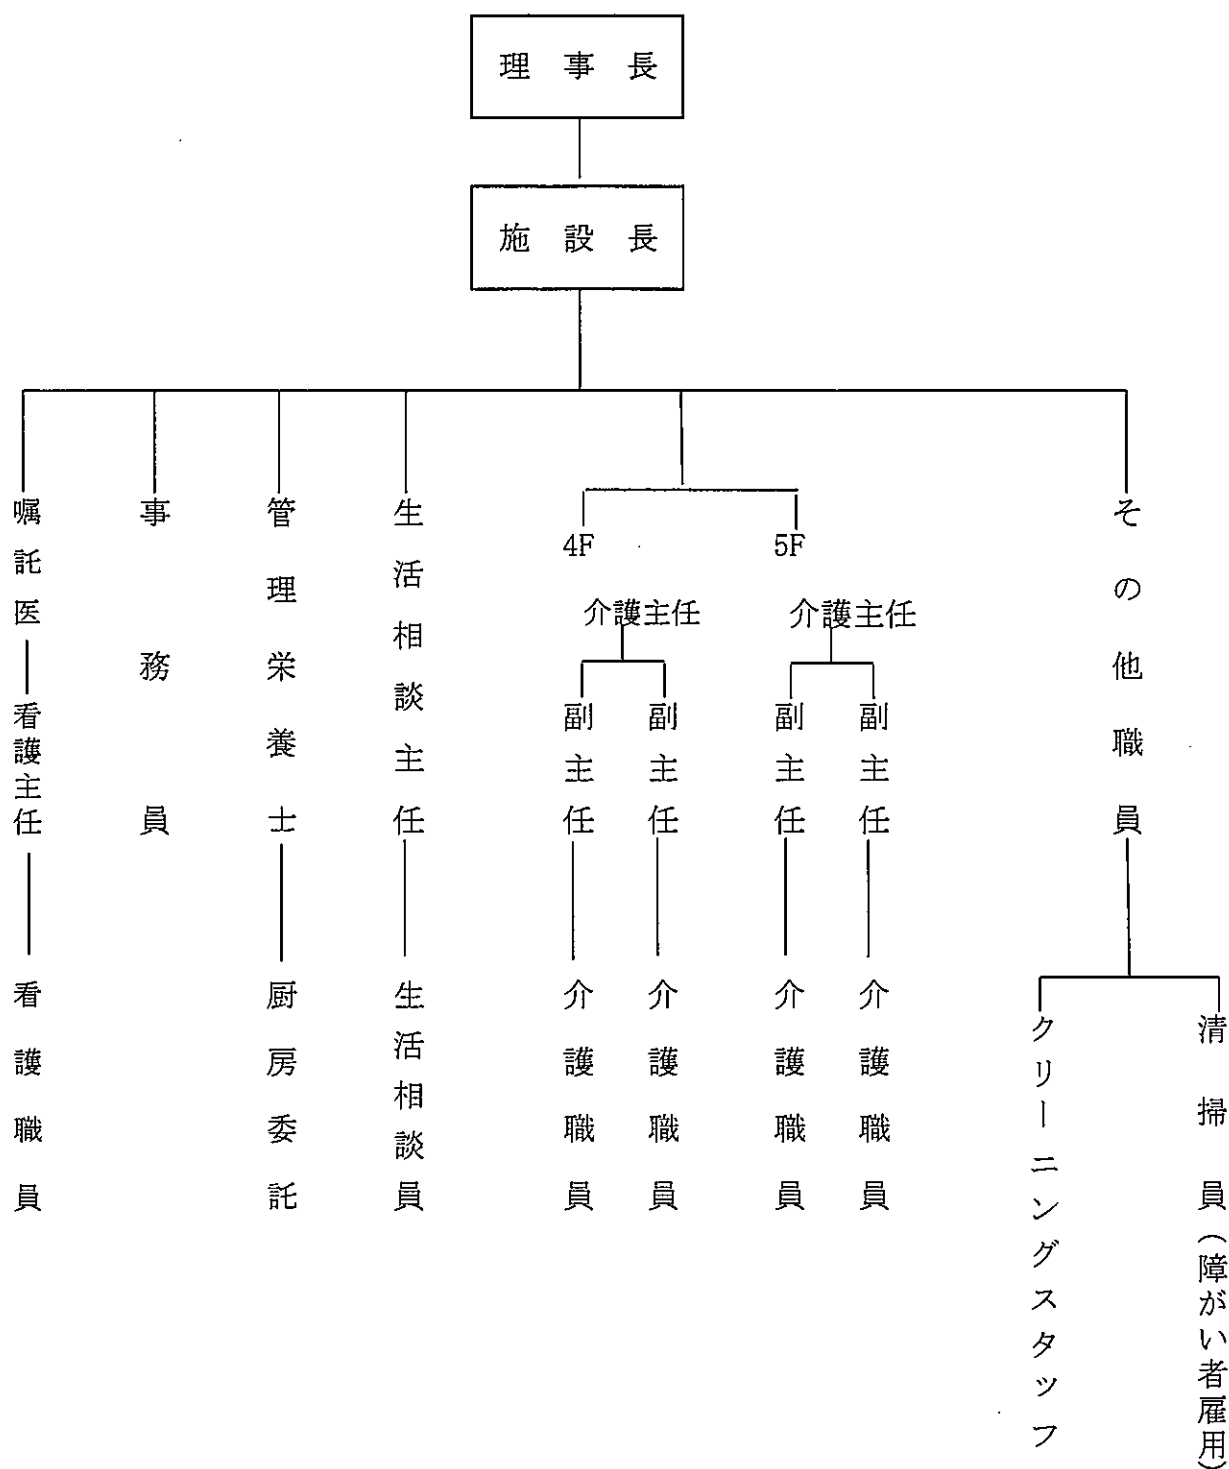 理事長
施設長
嘱託医
看護主任
看護職員
事務員
管理栄養士
厨房委託
生活相談主任
生活相談員
4F
介護主任
副主任
介護職員
副主任
介護職員
5F
介護主任
副主任
介護職員
副主任
介護職員
その他職員
クリーニングスタッフ
清掃員(障がい者雇用)